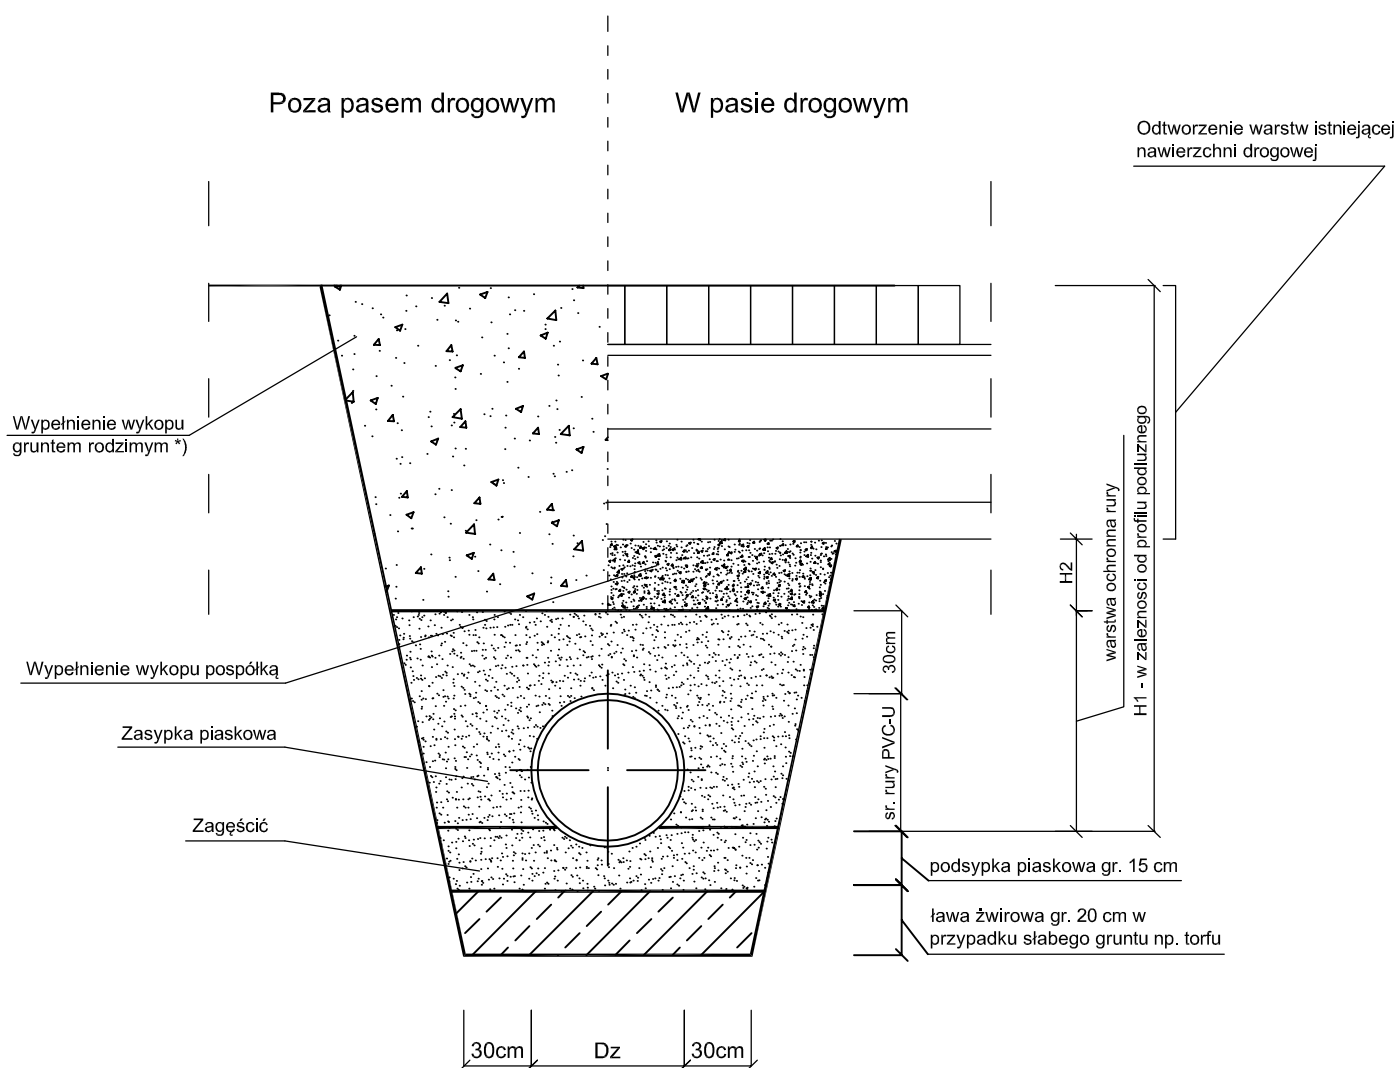 Poza pasem drogowym
W pasie drogowym
Odtworzenie warstw istniejącej
nawierzchni drogowej
Wypełnienie wykopu
gruntem rodzimym *)
Wypełnienie wykopu pospółką
Zasypka piaskowa
Zagęścić
30cm
sr. rury PVC-U
H2
warstwa ochronna rury
H1 - w zaleznosci od profilu podluznego
podsypka piaskowa gr. 15 cm
ława żwirowa gr. 20 cm w
przypadku słabego gruntu np. torfu
30cm
Dz
30cm